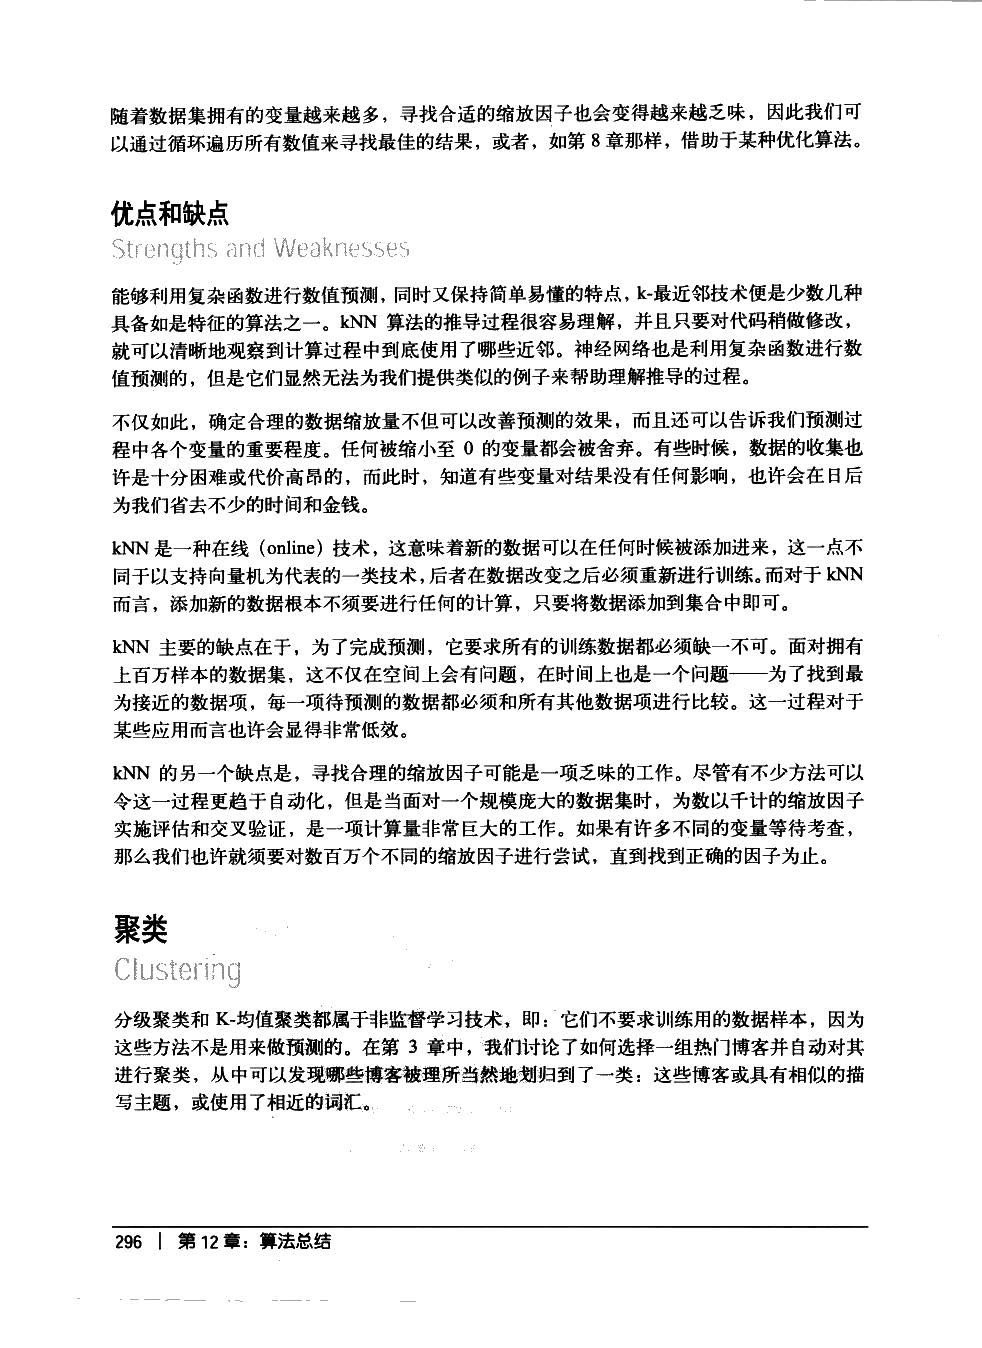 随着数据集拥有的变量越来越多，寻找合适的缩放因子也会变得越来越乏味，因此我们可
以通过循环遍历所有数值来寻找最佳的结果，或者，如第 8 章那样，借助于某种优化算法。
优点和缺点
Strengths and Weaknesses
能够利用复杂函数进行数值预测，同时又保持简单易懂的特点，k-最近邻技术便是少数几种
具备如是特征的算法之一。kNN 算法的推导过程很容易理解，并且只要对代码稍做修改，
就可以清晰地观察到计算过程中到底使用了哪些近邻。神经网络也是利用复杂函数进行数
值预测的，但是它们显然无法为我们提供类似的例子来帮助理解推导的过程。
不仅如此，确定合理的数据缩放量不但可以改善预测的效果，而且还可以告诉我们预测过
程中各个变量的重要程度。任何被缩小至 0 的变量都会被舍弃。有些时候，数据的收集也
许是十分困难或代价高昂的，而此时，知道有些变量对结果没有任何影响，也许会在日后
为我们省去不少的时间和金钱。
kNN 是一种在线（online）技术，这意味着新的数据可以在任何时候被添加进来，这一点不
同于以支持向量机为代表的一类技术，后者在数据改变之后必须重新进行训练。而对于 kNN
而言，添加新的数据根本不须要进行任何的计算，只要将数据添加到集合中即可。
kNN 主要的缺点在于，为了完成预测，它要求所有的训练数据都必须缺一不可。面对拥有
上百万样本的数据集，这不仅在空间上会有问题，在时间上也是一个问题——为了找到最
为接近的数据项，每一项待预测的数据都必须和所有其他数据项进行比较。这一过程对于
某些应用而言也许会显得非常低效。
kNN 的另一个缺点是，寻找合理的缩放因子可能是一项乏味的工作。尽管有不少方法可以
令这一过程更趋于自动化，但是当面对一个规模庞大的数据集时，为数以千计的缩放因子
实施评估和交叉验证，是一项计算量非常巨大的工作。如果有许多不同的变量等待考查，
那么我们也许就须要对数百万个不同的缩放因子进行尝试，直到找到正确的因子为止。
聚类
Clustering
分级聚类和 K-均值聚类都属于非监督学习技术，即：它们不要求训练用的数据样本，因为
这些方法不是用来做预测的。在第 3 章中，我们讨论了如何选择一组热门博客并自动对其
进行聚类，从中可以发现哪些博客被理所当然地划归到了一类：这些博客或具有相似的描
写主题，或使用了相近的词汇。
296 | 第 12 章：算法总结